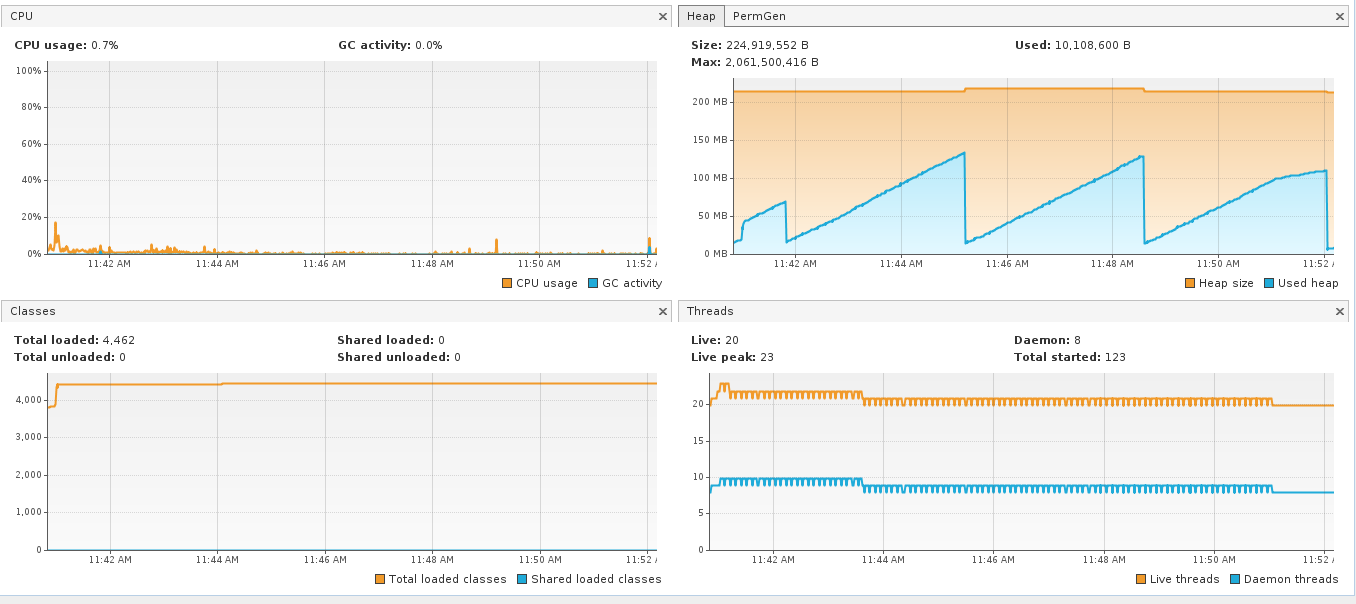 CPU
CPU usage: 0.7% GC activity: 0.0%
100%
80%
60%
40%
20%
0%
11:42 AM 11:44 AM 11:46 AM 11:48 AM 11:50 AM 11:52 A
CPU usage GC activity
Heap PermGen
Size: 224,919,552 B Used: 10,108,600 B
Max: 2,061,500,416 B
200 MB
150 MB
100 MB
50 MB
0 MB
11:42 AM 11:44 AM 11:46 AM 11:48 AM 11:50 AM 11:52 A
Heap size Used heap
Classes
Total loaded: 4,462 Shared loaded: 0
Total unloaded: 0 Shared unloaded: 0
4,000
3,000
2,000
1,000
0
11:42 AM 11:44 AM 11:46 AM 11:48 AM 11:50 AM 11:52 A
Total loaded classes Shared loaded classes
Threads
Live: 20 Daemon: 8
Live peak: 23 Total started: 123
20
15
10
5
0
11:42 AM 11:44 AM 11:46 AM 11:48 AM 11:50 AM 11:52 A
Live threads Daemon threads